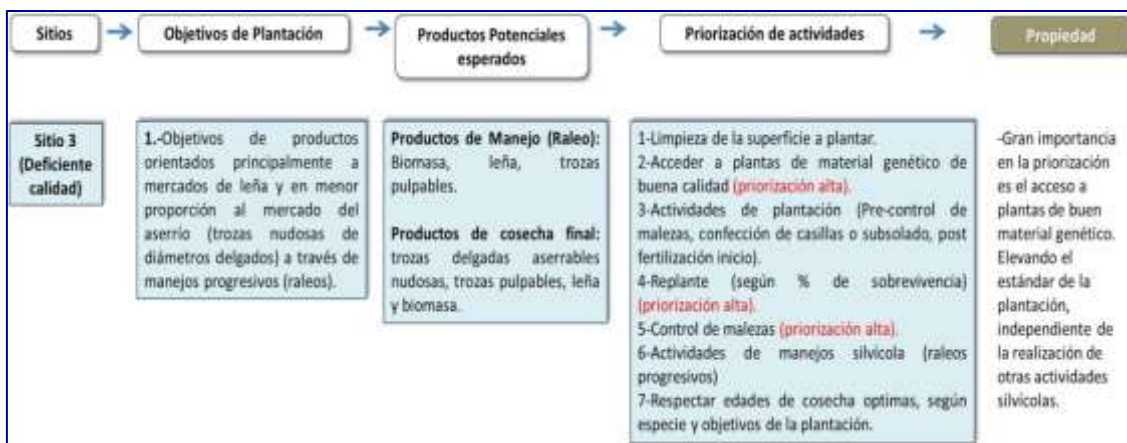 Sitios
Objetivos de Plantación
Productos Potenciales
esperados
Priorización de actividades
Propiedad
Sitio 3
(Deficiente
calidad)
1.-Objetivos de productos
orientados principalmente a
mercados de leña y en menor
proporción al mercado del
aserrío (trozas nudosas de
diámetros delgados) a través de
manejos progresivos (raleos).
Productos de Manejo (Raleo):
Biomasa, leña, trozas
pulpables.
Productos de cosecha final:
trozas delgadas aserrables
nudosas, trozas pulpables, leña
y biomasa.
1-Limpieza de la superficie a plantar.
2-Acceder a plantas de material genético de
buena calidad (priorización alta).
3-Actividades de plantación (Pre-control de
malezas, confección de casillas o subsolado, post
fertilización inicio).
4-Replante (según % de sobrevivencia)
(priorización alta).
5-Control de malezas (priorización alta).
6-Actividades de manejos silvícola (raleos
progresivos)
7-Respectar edades de cosecha optimas, según
especie y objetivos de la plantación.
-Gran importancia
en la priorización
es el acceso a
plantas de buen
material genético.
Elevando el
estándar de la
plantación,
independiente de
la realización de
otras actividades
silvícolas.